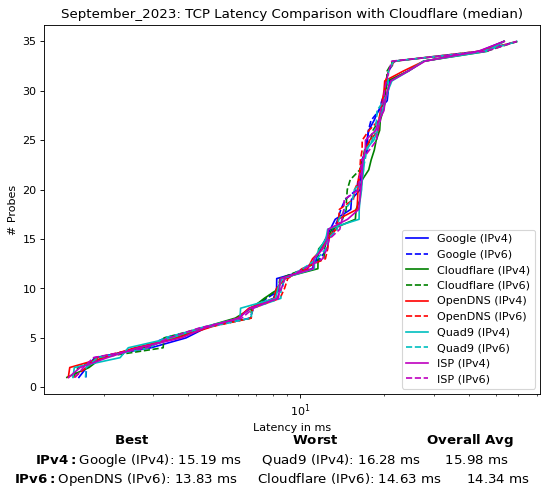 September_2023: TCP Latency Comparison with Cloudflare (median)
35
30
25
20
15
10
5
0
# Probes
Google (IPv4)
Google (IPv6)
Cloudflare (IPv4)
Cloudflare (IPv6)
OpenDNS (IPv4)
OpenDNS (IPv6)
Quad9 (IPv4)
Quad9 (IPv6)
ISP (IPv4)
ISP (IPv6)
10¹
Latency in ms
Best Worst Overall Avg
IPv4: Google (IPv4): 15.19 ms Quad9 (IPv4): 16.28 ms 15.98 ms
IPv6: OpenDNS (IPv6): 13.83 ms Cloudflare (IPv6): 14.63 ms 14.34 ms